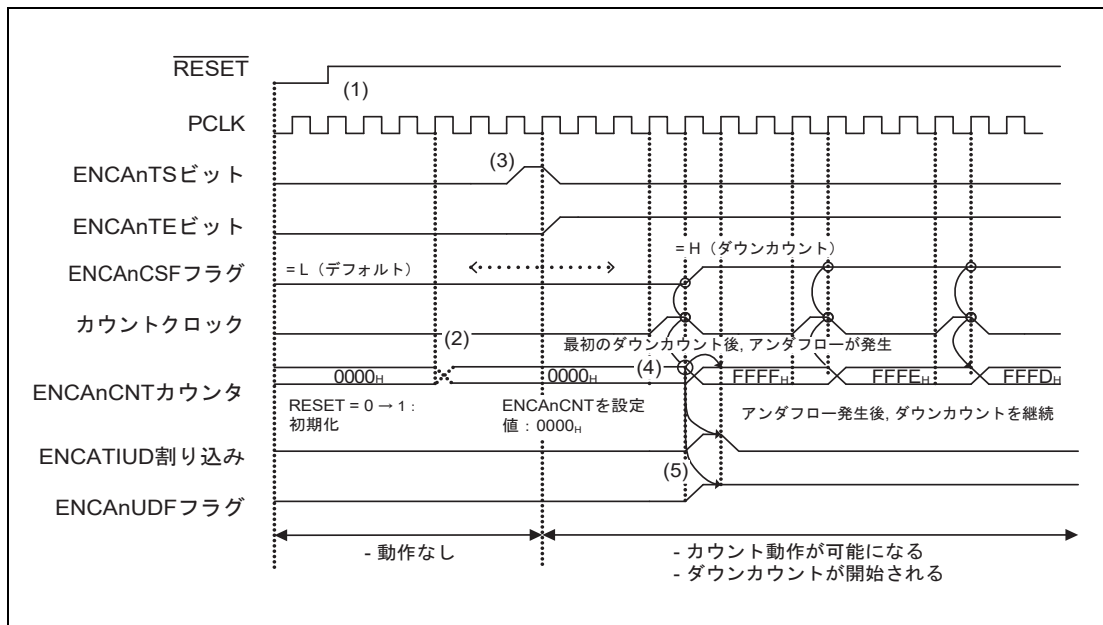 RESET
(1)
PCLK
ENCAnTSビット
(3)
ENCAnTEビット
= H（ダウンカウント）
ENCAnCSFフラグ
= L（デフォルト）
カウントクロック
(2)
最初のダウンカウント後, アンダフローが発生
(4)
ENCAnCNTカウンタ
0000H
0000H
FFFFH
FFFEH
FFFDH
RESET = 0 → 1 :
初期化
ENCAnCNTを設定
値 : 0000H
アンダフロー発生後, ダウンカウントを継続
ENCATIUD割り込み
(5)
ENCAnUDFフラグ
- 動作なし
- カウント動作が可能になる
- ダウンカウントが開始される